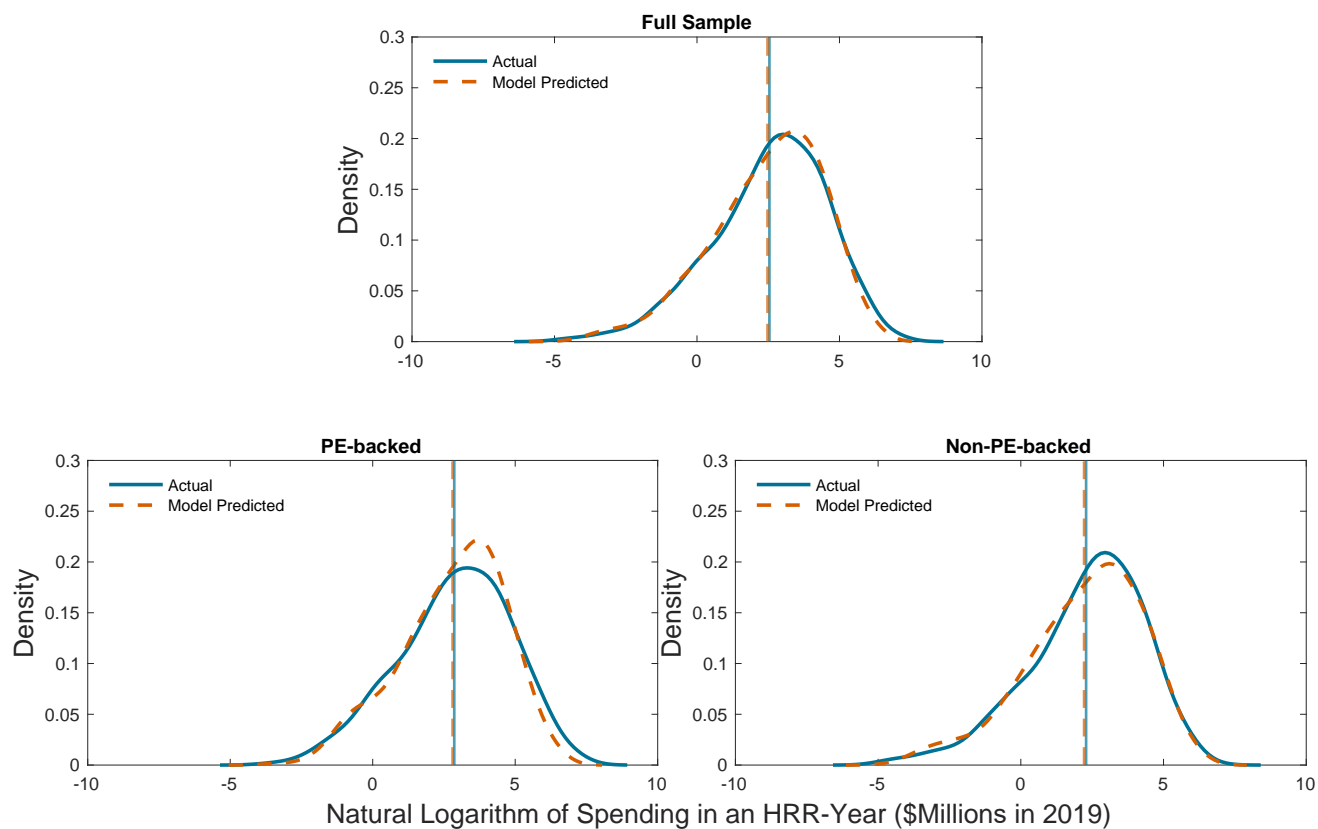 Full Sample
0.3
0.25
0.2
0.15
0.1
0.05
0
Density
Actual
Model Predicted
-10 -5 0 5 10
PE-backed
0.3
0.25
0.2
0.15
0.1
0.05
0
Density
Actual
Model Predicted
-10 -5 0 5 10
Non-PE-backed
0.3
0.25
0.2
0.15
0.1
0.05
0
Density
Actual
Model Predicted
-10 -5 0 5 10
Natural Logarithm of Spending in an HRR-Year ($Millions in 2019)